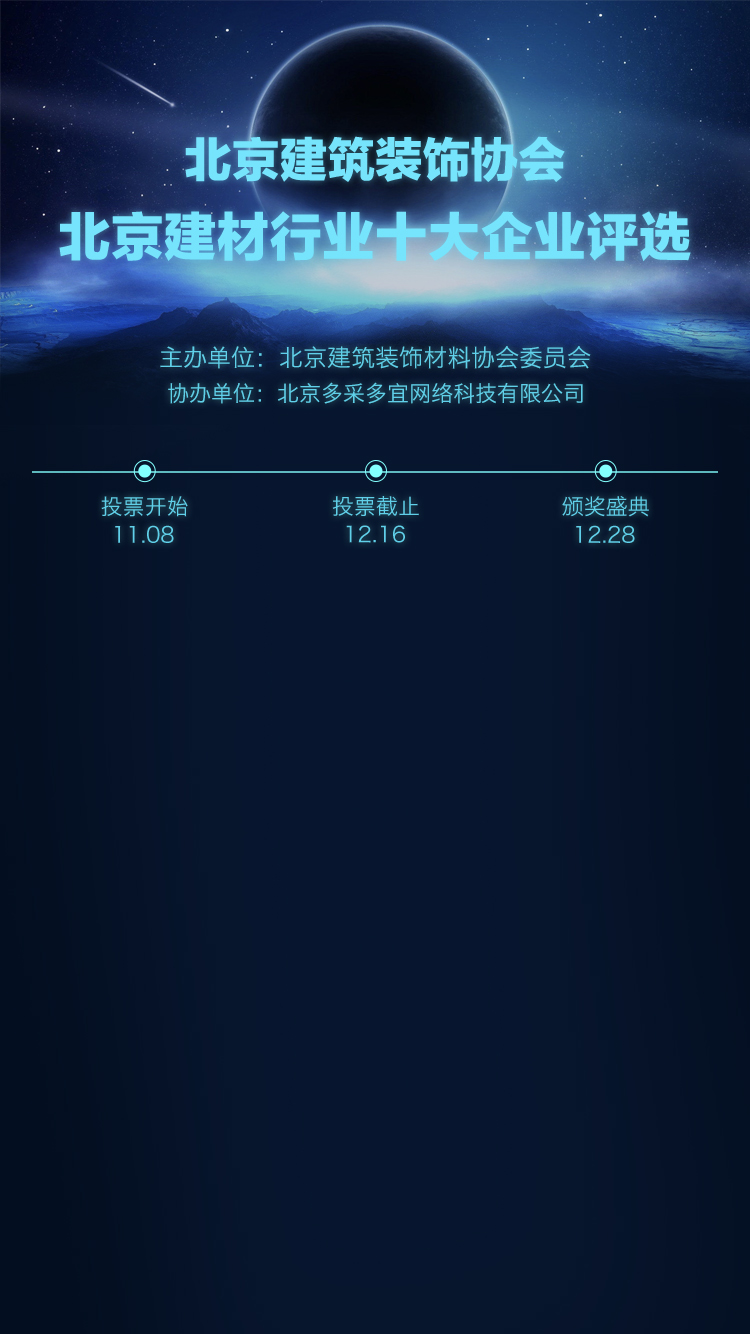 北京建筑装饰协会
北京建材行业十大企业评选
主办单位：北京建筑装饰材料协会委员会
协办单位：北京多采多宜网络科技有限公司
投票开始 投票截止 颁奖盛典
11.08 12.16 12.28